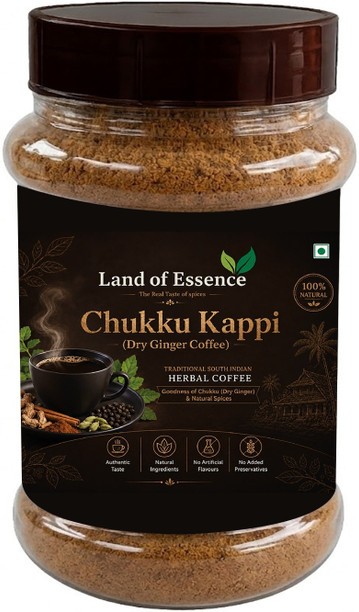 Land of Essence
The Real Taste of spices
100%
NATURAL
Chukku Kappi
(Dry Ginger Coffee)
TRADITIONAL SOUTH INDIAN
HERBAL COFFEE
Goodness of Chukku (Dry Ginger)
& Natural Spices
Authentic
Taste
Natural
Ingredients
No Artificial
Flavours
No Added
Preservatives